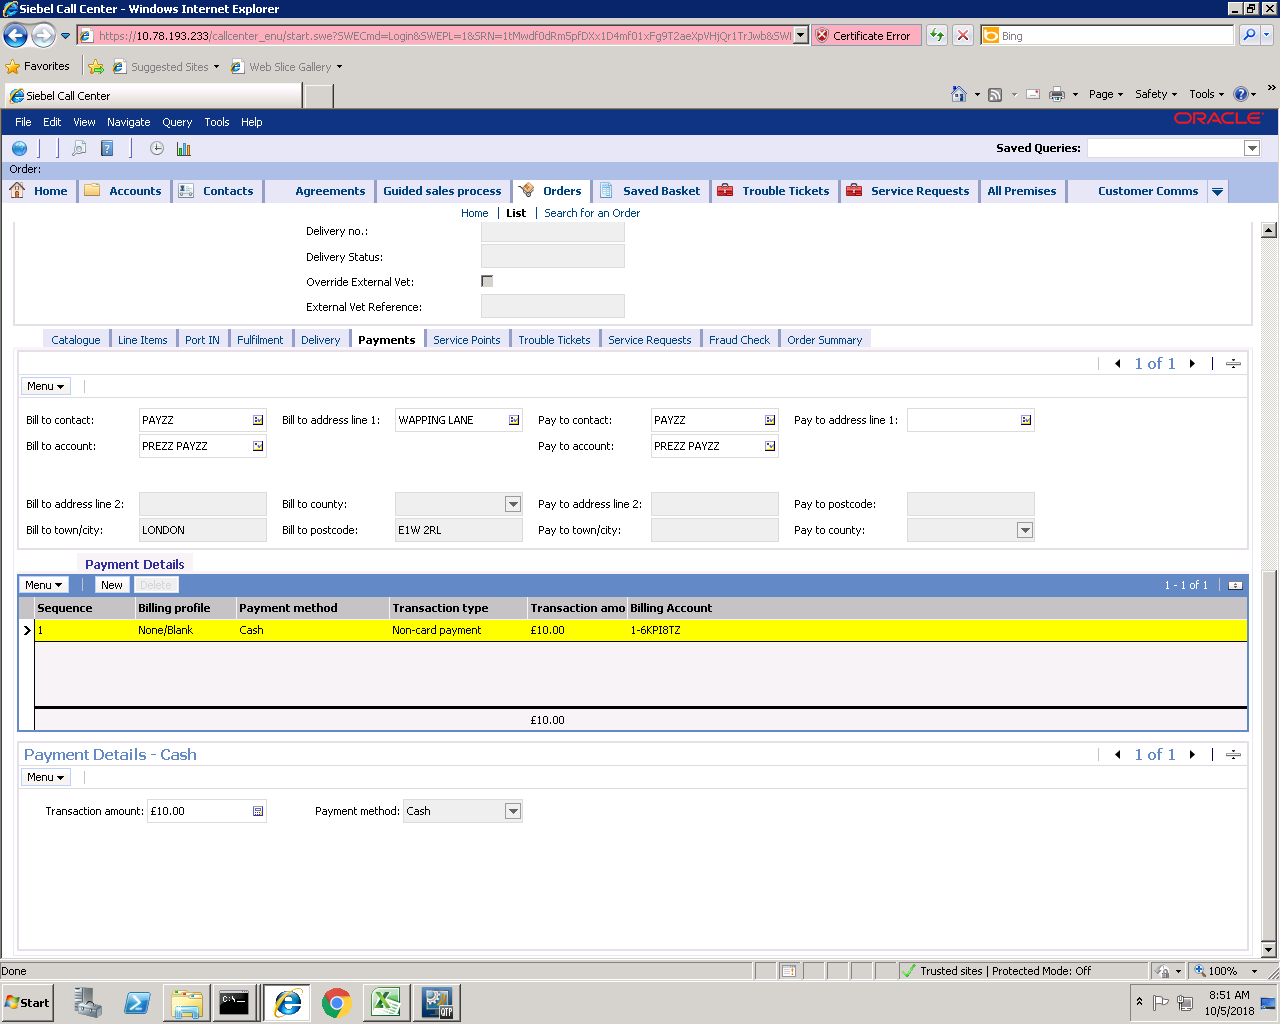 Siebel Call Center - Windows Internet Explorer
https://10.78.193.233/callcenter_enu/start.swe?SWECmd=Login&SWEPL=1&SRN=1tMwdf0dRm5pfDXx1D4mf01xFg9T2aeXpVHjQr1TrJwb&SWI
Certificate Error
Bing
Favorites
Suggested Sites
Web Slice Gallery
Siebel Call Center
Page
Safety
Tools
File Edit View Navigate Query Tools Help
ORACLE
Saved Queries:
Order:
Home Accounts Contacts Agreements Guided sales process Orders Saved Basket Trouble Tickets Service Requests All Premises Customer Comms
Home | List | Search for an Order
Delivery no.:
Delivery Status:
Override External Vet:
External Vet Reference:
Catalogue Line Items Port IN Fulfilment Delivery Payments Service Points Trouble Tickets Service Requests Fraud Check Order Summary
1 of 1
Menu
Bill to contact: PAYZZ Bill to address line 1: WAPPING LANE Pay to contact: PAYZZ Pay to address line 1:
Bill to account: PREZZ PAYZZ Pay to account: PREZZ PAYZZ
Bill to address line 2: Bill to county: Pay to address line 2: Pay to postcode:
Bill to town/city: LONDON Bill to postcode: E1W 2RL Pay to town/city: Pay to county:
Payment Details
Menu New Delete 1 - 1 of 1
Sequence Billing profile Payment method Transaction type Transaction amo Billing Account
1 None/Blank Cash Non-card payment £10.00 1-6KPI8TZ
£10.00
Payment Details - Cash 1 of 1
Menu
Transaction amount: £10.00 Payment method: Cash
Done
Trusted sites | Protected Mode: Off
100%
Start
C:\.
QTP
8:51 AM
10/5/2018